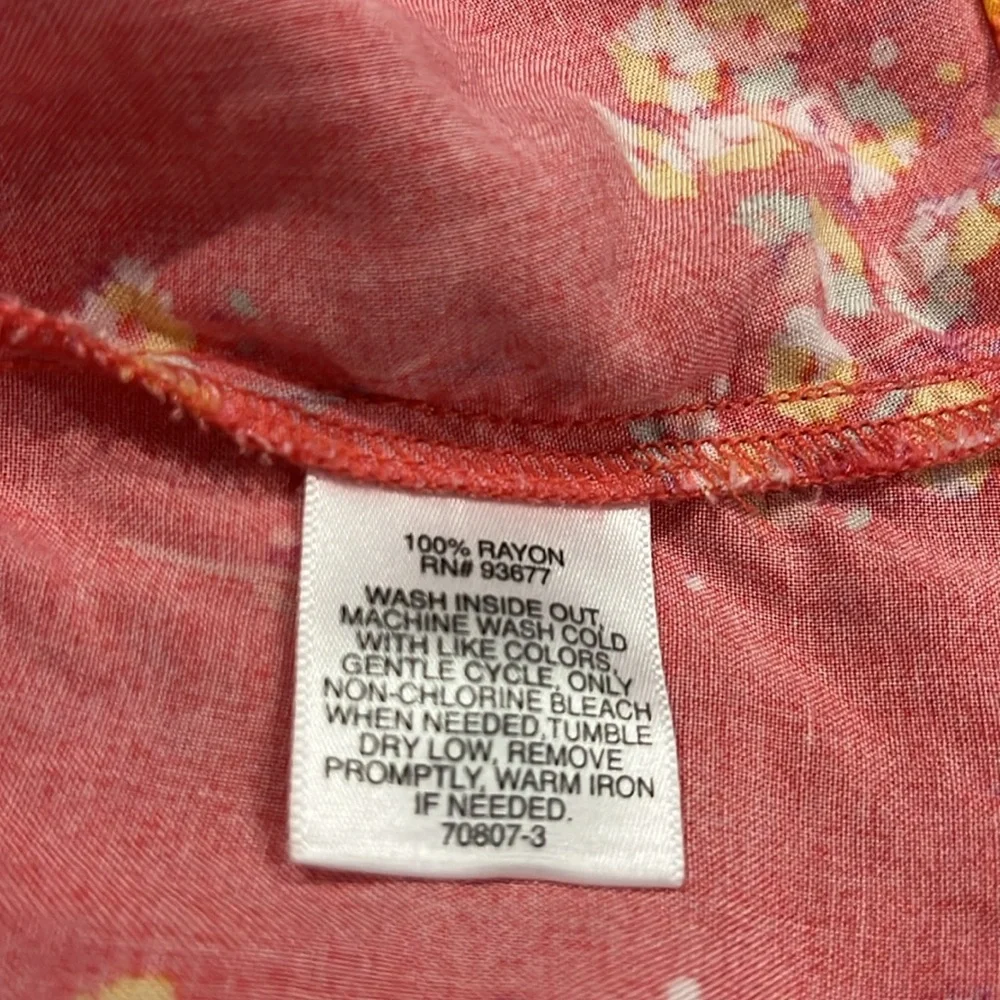 100% RAYON
RN# 93677
WASH INSIDE OUT,
MACHINE WASH COLD
WITH LIKE COLORS,
GENTLE CYCLE, ONLY
NON-CHLORINE BLEACH
WHEN NEEDED,TUMBLE
DRY LOW, REMOVE
PROMPTLY, WARM IRON
IF NEEDED.
70807-3